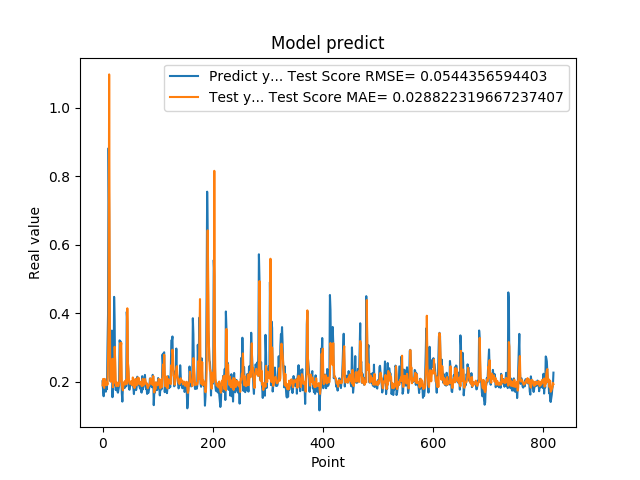 Model predict
Predict y... Test Score RMSE= 0.0544356594403
Test y... Test Score MAE= 0.028822319667237407
Real value
1.0
0.8
0.6
0.4
0.2
0 200 400 600 800
Point